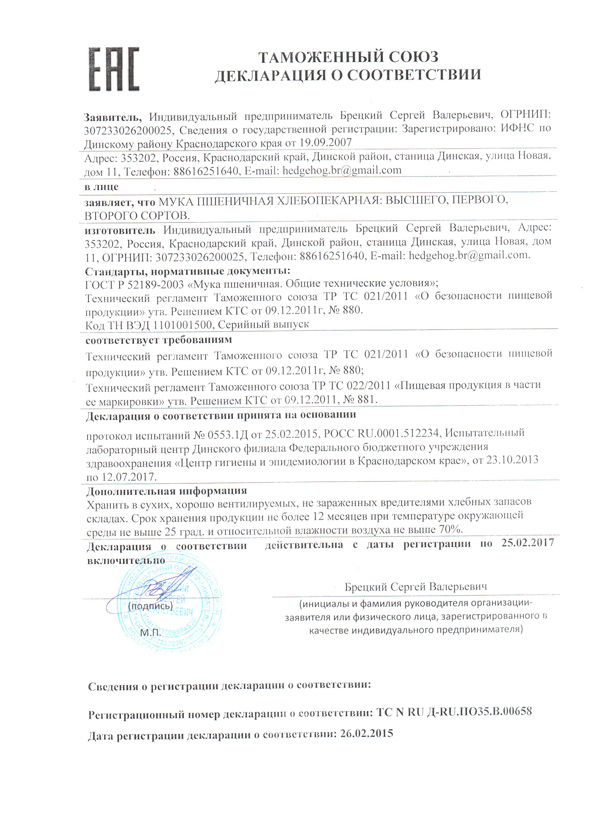 EAC
ТАМОЖЕННЫЙ СОЮЗ
ДЕКЛАРАЦИЯ О СООТВЕТСТВИИ
Заявитель, Индивидуальный предприниматель Брецкий Сергей Валерьевич, ОГРНИП:
307233026200025, Сведения о государственной регистрации: Зарегистрировано: ИФНС по
Динскому району Краснодарского края от 19.09.2007
Адрес: 353202, Россия, Краснодарский край, Динской район, станица Динская, улица Новая,
дом 11, Телефон: 88616251640, E-mail: hedgehog.br@gmail.com
в лице
заявляет, что МУКА ПШЕНИЧНАЯ ХЛЕБОПЕКАРНАЯ: ВЫСШЕГО, ПЕРВОГО,
ВТОРОГО СОРТОВ.
изготовитель Индивидуальный предприниматель Брецкий Сергей Валерьевич, Адрес:
353202, Россия, Краснодарский край, Динской район, станица Динская, улица Новая, дом
11, ОГРНИП: 307233026200025, Телефон: 88616251640, E-mail: hedgehog.br@gmail.com.
Стандарты, нормативные документы:
ГОСТ Р 52189-2003 «Мука пшеничная. Общие технические условия»;
Технический регламент Таможенного союза ТР ТС 021/2011 «О безопасности пищевой
продукции» утв. Решением КТС от 09.12.2011г, № 880.
Код ТН ВЭД 1101001500, Серийный выпуск
соответствует требованиям
Технический регламент Таможенного союза ТР ТС 021/2011 «О безопасности пищевой
продукции» утв. Решением КТС от 09.12.2011г, № 880;
Технический регламент Таможенного союза ТР ТС 022/2011 «Пищевая продукция в части
ее маркировки» утв. Решением КТС от 09.12.2011, № 881.
Декларация о соответствии принята на основании
протокол испытаний № 0553.1Д от 25.02.2015, РОСС RU.0001.512234, Испытательный
лабораторный центр Динского филиала Федерального бюджетного учреждения
здравоохранения «Центр гигиены и эпидемиологии в Краснодарском крае», от 23.10.2013
по 12.07.2017.
Дополнительная информация
Хранить в сухих, хорошо вентилируемых, не зараженных вредителями хлебных запасов
складах. Срок хранения продукции не более 12 месяцев при температуре окружающей
среды не выше 25 град. и относительной влажности воздуха не выше 70%.
Декларация о соответствии действительна с даты регистрации по 25.02.2017
включительно
Брецкий Сергей Валерьевич
(подпись)
(инициалы и фамилия руководителя организации-
заявителя или физического лица, зарегистрированного в
качестве индивидуального предпринимателя)
М.П.
Сведения о регистрации декларации о соответствии:
Регистрационный номер декларации о соответствии: ТС N RU Д-RU.ПО35.В.00658
Дата регистрации декларации о соответствии: 26.02.2015